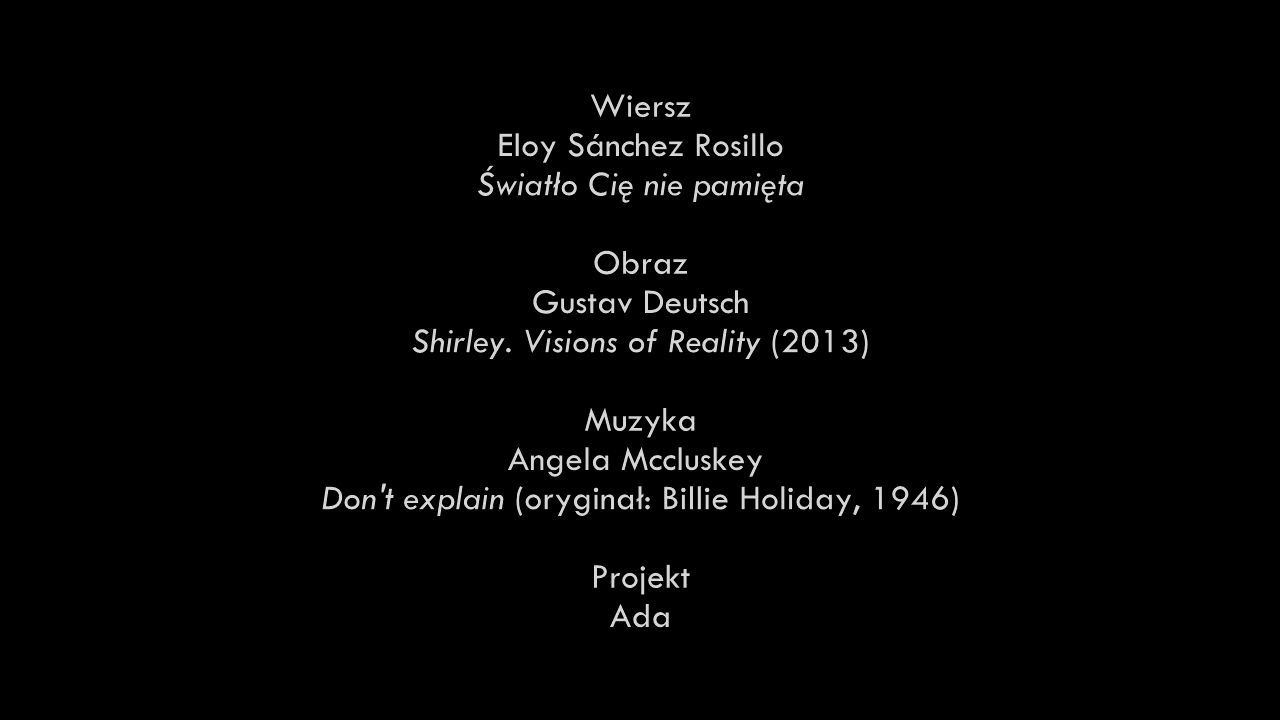 Wiersz
Eloy Sánchez Rosillo
Światło Cię nie pamięta
Obraz
Gustav Deutsch
Shirley. Visions of Reality (2013)
Muzyka
Angela Mccluskey
Don't explain (oryginał: Billie Holiday, 1946)
Projekt
Ada